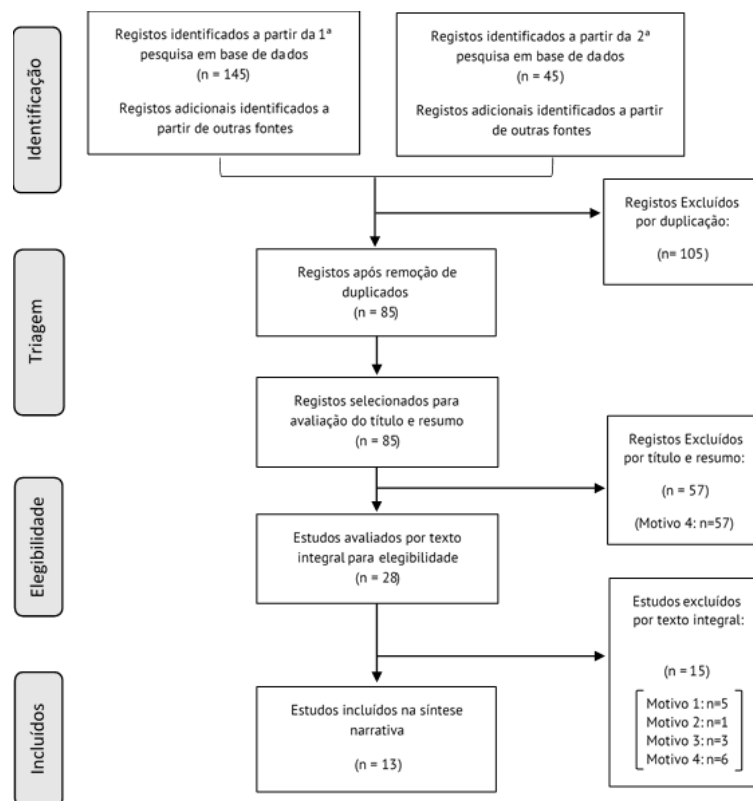 Identificação
Registos identificados a partir da 1ª
pesquisa em base de dados
(n = 145)
Registos adicionais identificados a
partir de outras fontes
Registos identificados a partir da 2ª
pesquisa em base de dados
(n = 45)
Registos adicionais identificados a partir
de outras fontes
Registos Excluídos
por duplicação:
(n= 105)
Triagem
Registos após remoção de
duplicados
(n = 85)
Registos selecionados para
avaliação do título e resumo
(n = 85)
Registos Excluídos
por título e resumo:
(n = 57)
(Motivo 4: n=57)
Elegibilidade
Estudos avaliados por texto
integral para elegibilidade
(n = 28)
Estudos excluídos
por texto integral:
(n = 15)
Motivo 1: n=5
Motivo 2: n=1
Motivo 3: n=3
Motivo 4: n=6
Incluídos
Estudos incluídos na síntese
narrativa
(n = 13)